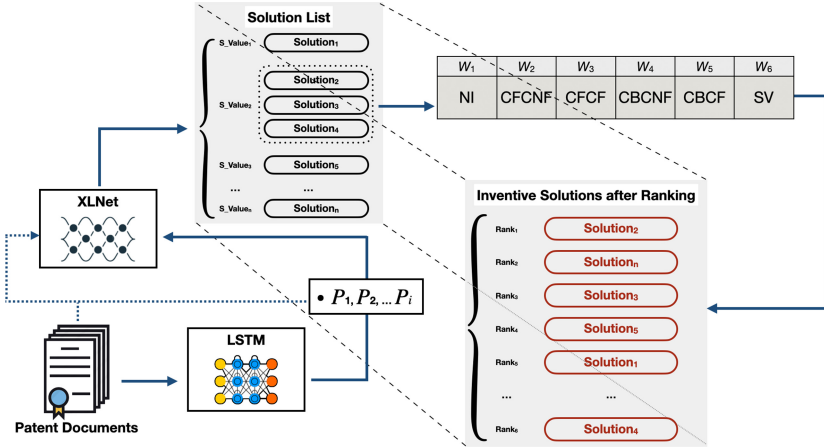 Solution List
S_Value₁ Solution₁
Solution₂
S_Value₂ Solution₃
Solution₄
S_Value₃ Solution₅
... ...
S_Valueₙ Solutionₙ
W₁ W₂ W₃ W₄ W₅ W₆
NI CFCNF CFCF CBCNF CBCF SV
XLNet
Inventive Solutions after Ranking
Rank₁ Solution₂
Rank₂ Solutionₙ
Rank₃ Solution₃
Rank₄ Solution₅
Rank₅ Solution₁
... ...
Rank₆ Solution₄
• P₁, P₂, ... Pᵢ
LSTM
Patent Documents